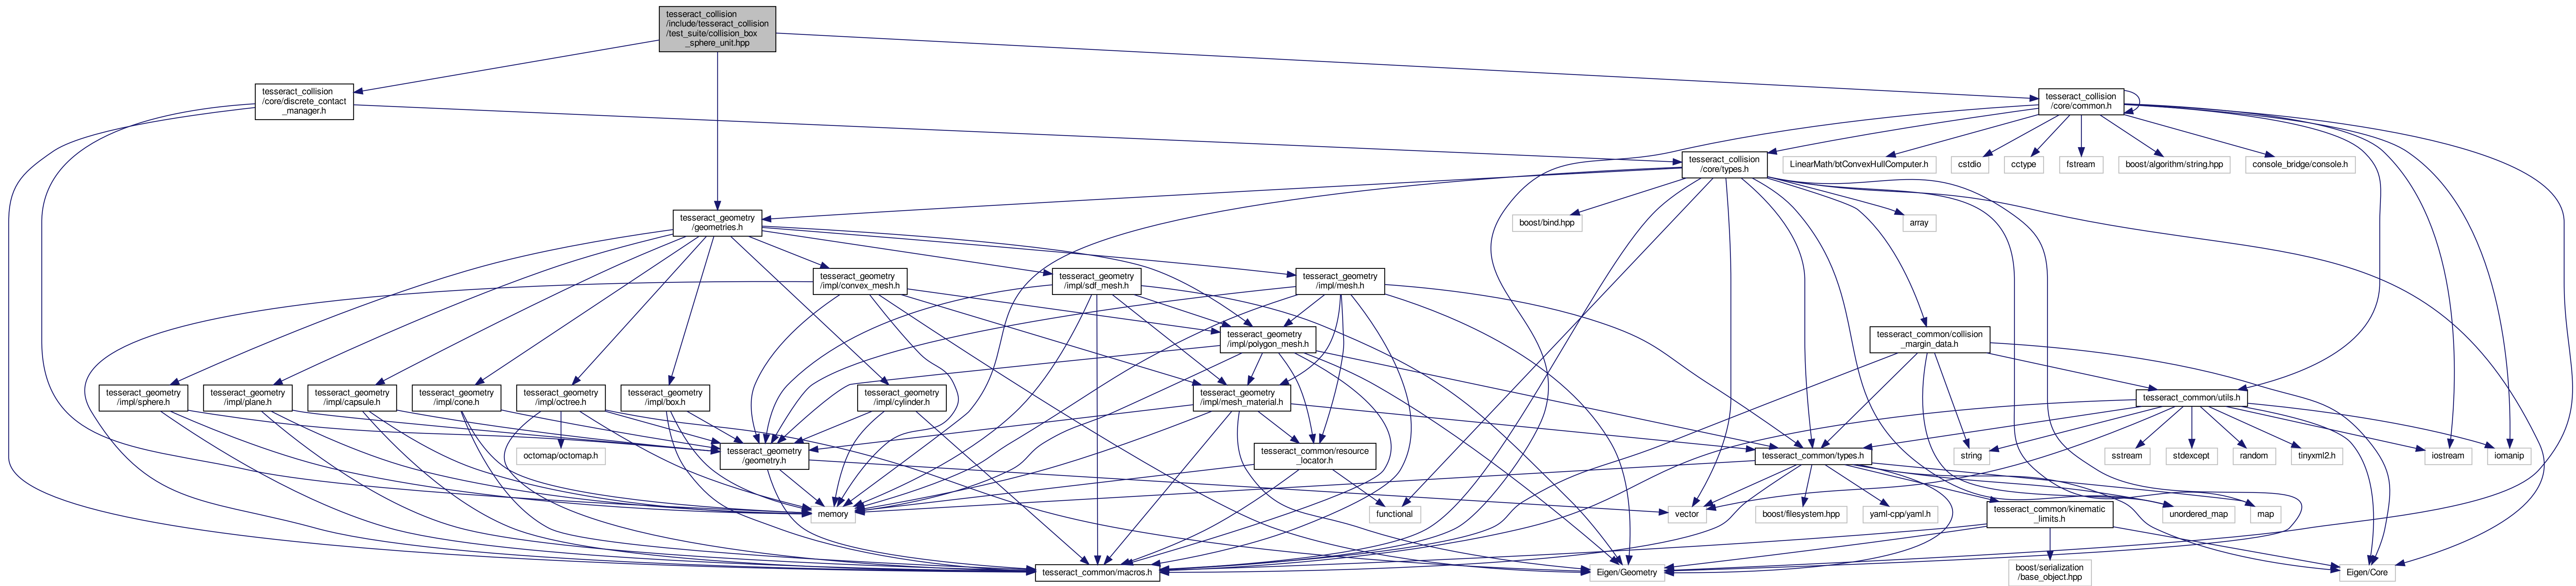 tesseract_collision
/include/tesseract_collision
/test_suite/collision_box
_sphere_unit.hpp
tesseract_collision
/core/discrete_contact
_manager.h
tesseract_collision
/core/common.h
tesseract_collision
/core/types.h
LinearMath/btConvexHullComputer.h
cstdio
cctype
fstream
boost/algorithm/string.hpp
console_bridge/console.h
tesseract_geometry
/geometries.h
boost/bind.hpp
array
tesseract_geometry
/impl/convex_mesh.h
tesseract_geometry
/impl/sdf_mesh.h
tesseract_geometry
/impl/mesh.h
tesseract_geometry
/impl/polygon_mesh.h
tesseract_common/collision
_margin_data.h
tesseract_geometry
/impl/sphere.h
tesseract_geometry
/impl/plane.h
tesseract_geometry
/impl/capsule.h
tesseract_geometry
/impl/cone.h
tesseract_geometry
/impl/octree.h
tesseract_geometry
/impl/box.h
tesseract_geometry
/impl/cylinder.h
tesseract_geometry
/impl/mesh_material.h
tesseract_common/utils.h
octomap/octomap.h
tesseract_geometry
/geometry.h
tesseract_common/resource
_locator.h
tesseract_common/types.h
string
sstream
stdexcept
random
tinyxml2.h
iostream
iomanip
memory
functional
vector
boost/filesystem.hpp
yaml-cpp/yaml.h
tesseract_common/kinematic
_limits.h
unordered_map
map
tesseract_common/macros.h
Eigen/Geometry
boost/serialization
/base_object.hpp
Eigen/Core